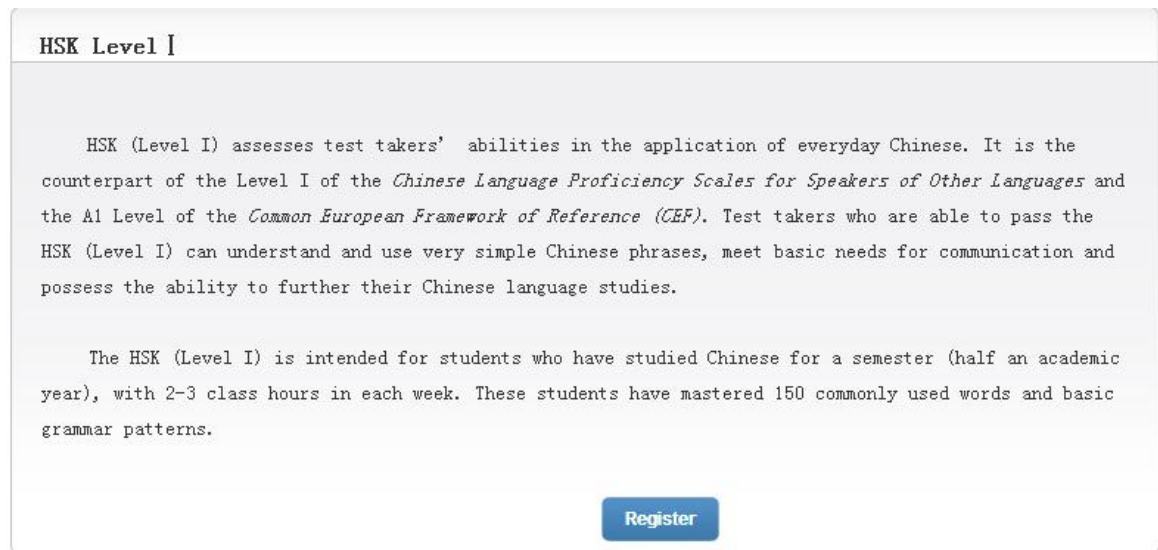 HSK Level Ⅰ
HSK (Level I) assesses test takers’ abilities in the application of everyday Chinese. It is the
counterpart of the Level I of the Chinese Language Proficiency Scales for Speakers of Other Languages and
the A1 Level of the Common European Framework of Reference (CEF). Test takers who are able to pass the
HSK (Level I) can understand and use very simple Chinese phrases, meet basic needs for communication and
possess the ability to further their Chinese language studies.
The HSK (Level I) is intended for students who have studied Chinese for a semester (half an academic
year), with 2-3 class hours in each week. These students have mastered 150 commonly used words and basic
grammar patterns.
Register